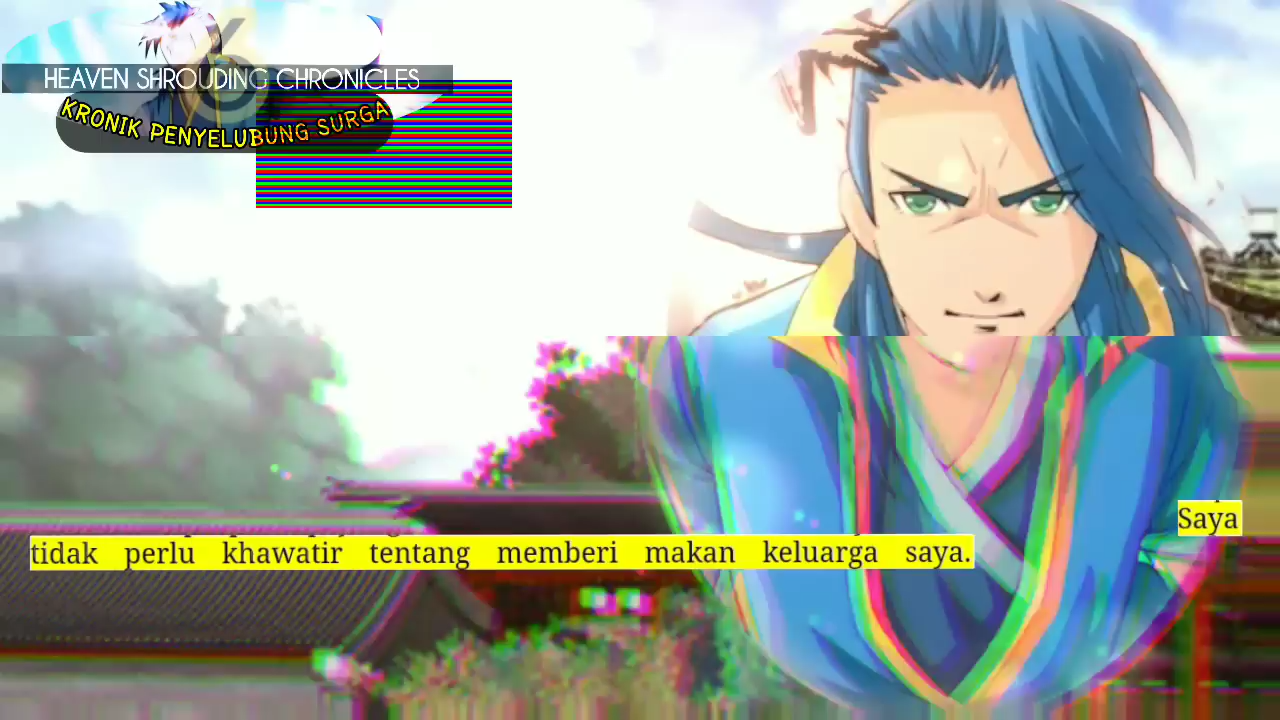 HEAVEN SHROUDING CHRONICLES
KRONIK PENYELUBUNG SURGA
Saya
tidak perlu khawatir tentang memberi makan keluarga saya.